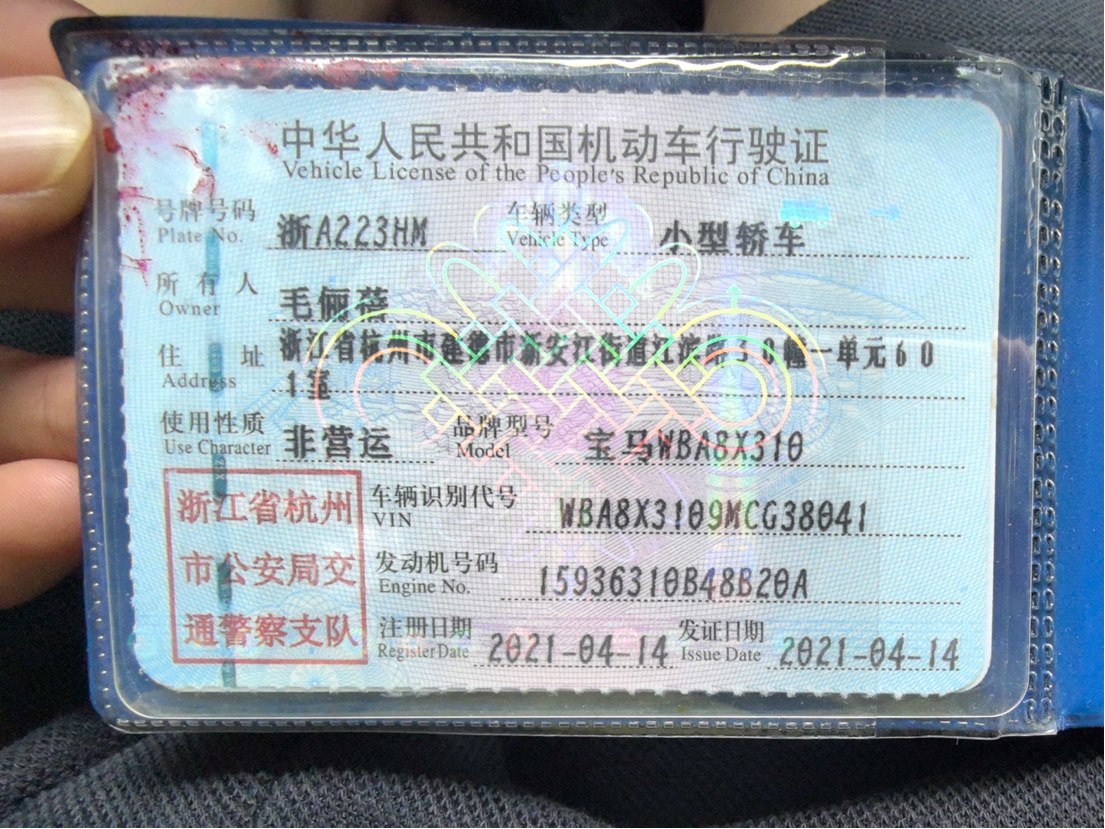 中华人民共和国机动车行驶证
Vehicle License of the People's Republic of China
号牌号码 浙A223HM 车辆类型 小型轿车
Plate No. Vehicle Type
所有人 毛俪蓓
Owner
住址 浙江省杭州市建德市新安江街道江滨 幢一单元60
Address 1室
使用性质 非营运 品牌型号 宝马WBA8X310
Use Character Model
浙江省杭州市公安局交通警察支队
车辆识别代号 WBA8X3109MCG38041
VIN
发动机号码 15936310B48B20A
Engine No.
注册日期 2021-04-14 发证日期 2021-04-14
Register Date Issue Date